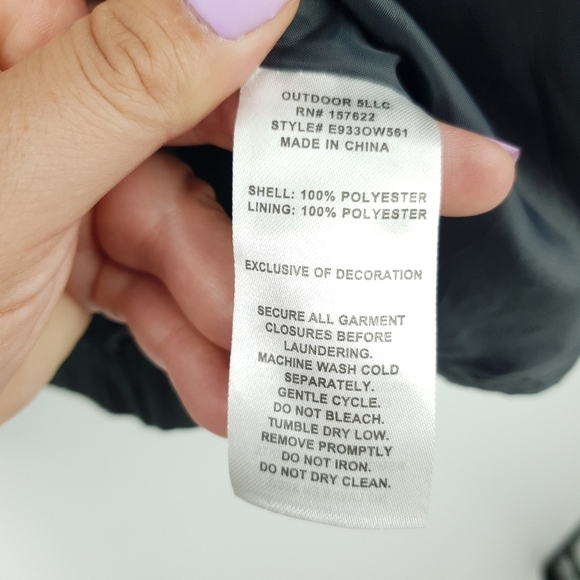 OUTDOOR 5LLC
RN# 157622
STYLE# E933OW561
MADE IN CHINA
SHELL: 100% POLYESTER
LINING: 100% POLYESTER
EXCLUSIVE OF DECORATION
SECURE ALL GARMENT
CLOSURES BEFORE
LAUNDERING.
MACHINE WASH COLD
SEPARATELY.
GENTLE CYCLE.
DO NOT BLEACH.
TUMBLE DRY LOW.
REMOVE PROMPTLY
DO NOT IRON.
DO NOT DRY CLEAN.